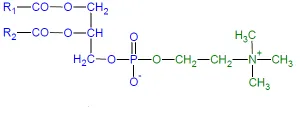 R₁—CO—O—CH₂
R₂—CO—O—CH H₃C
O CH₃
H₂C—O—P—O—CH₂—CH₂—N⁺
O⁻ CH₃